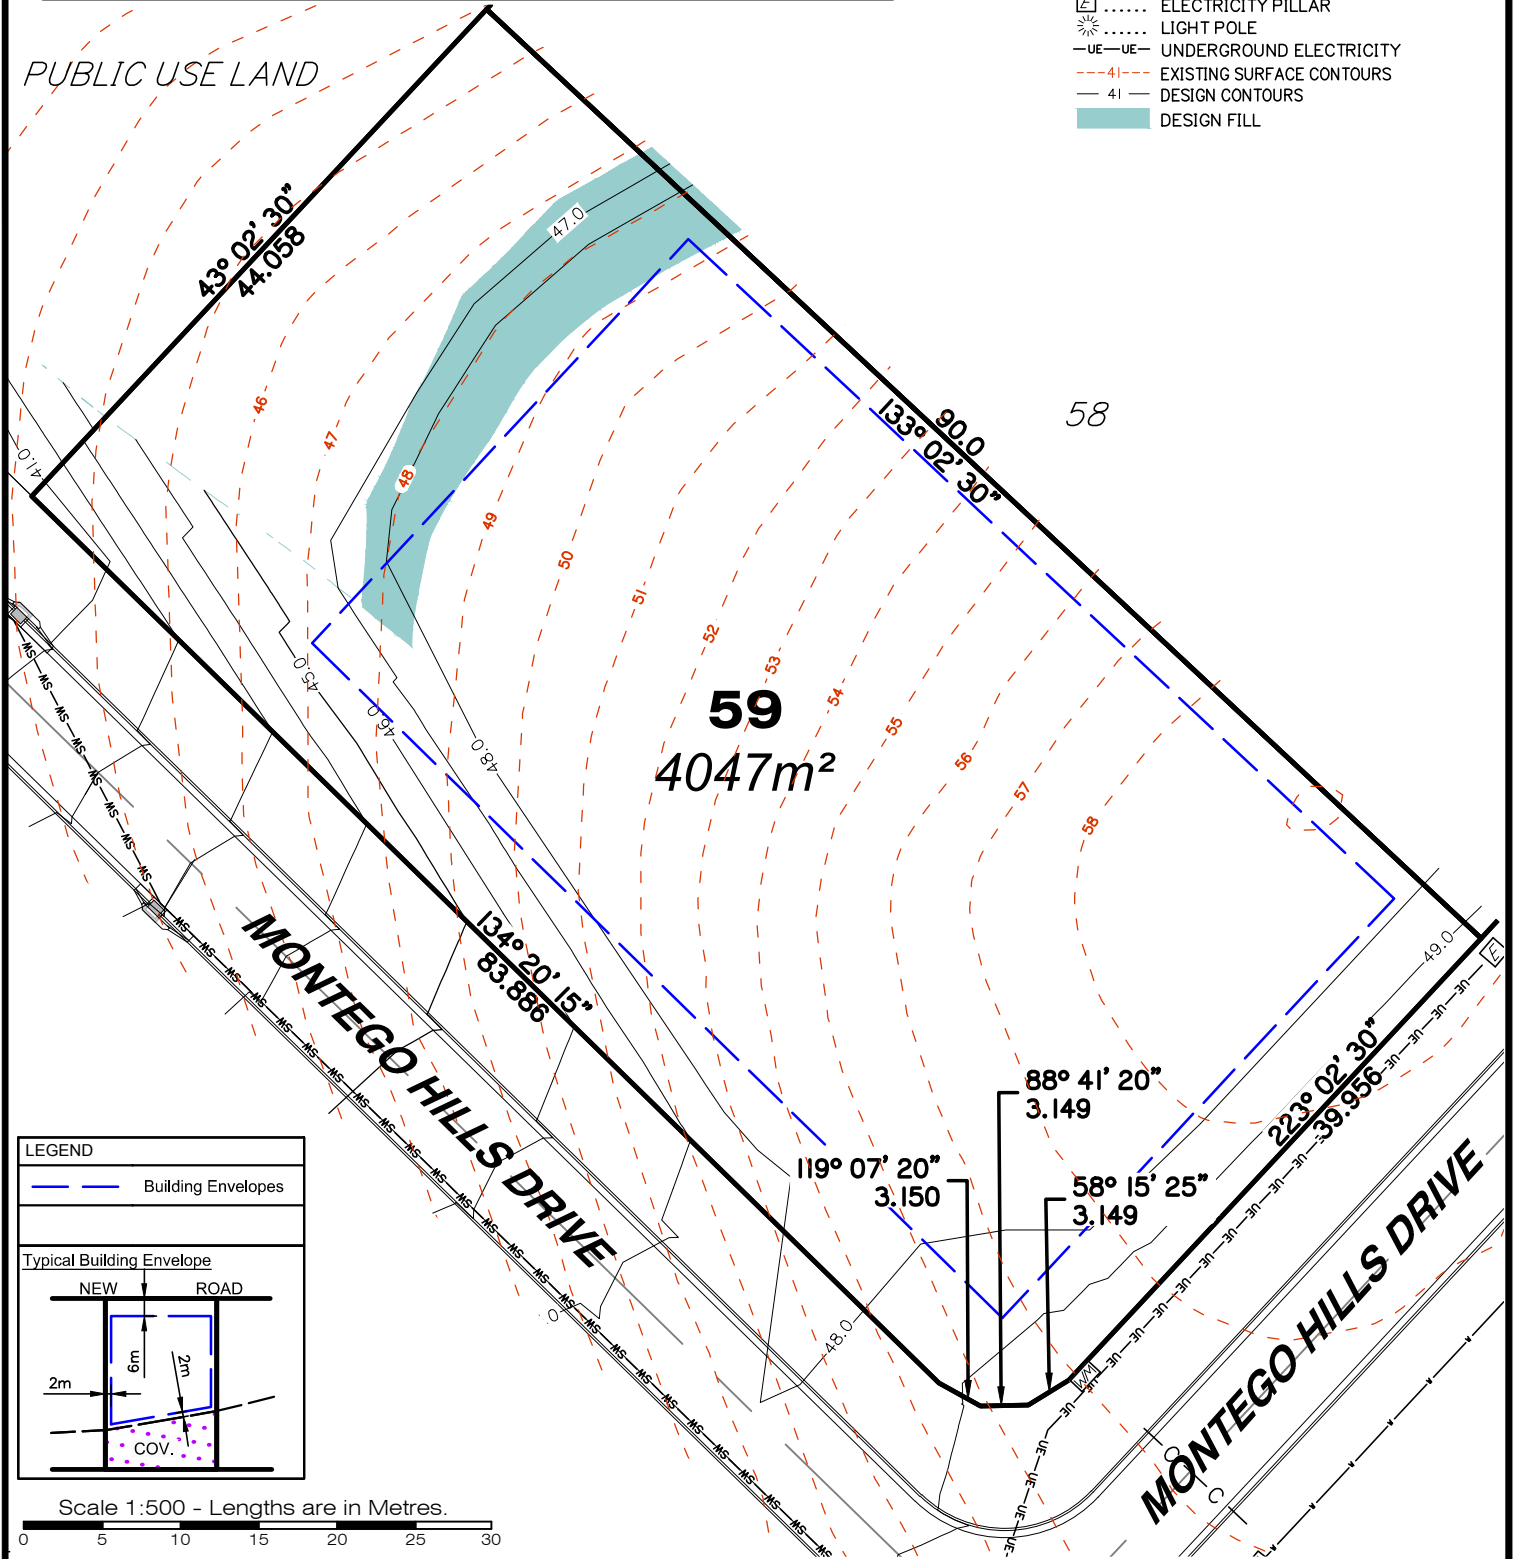 ELECTRICITY PILLAR
LIGHT POLE
—UE—UE— UNDERGROUND ELECTRICITY
---41--- EXISTING SURFACE CONTOURS
— 41 — DESIGN CONTOURS
DESIGN FILL
PUBLIC USE LAND
43° 02' 30"
44.058
47.0
46
47
48
49
50
51
52
53
54
55
56
57
58
90.0
133° 02' 30"
58
41.0
45.0
46.0
48.0
59
4047m²
49.0
E
134° 20' 15"
83.886
MONTEGO HILLS DRIVE
88° 41' 20"
3.149
119° 07' 20"
3.150
58° 15' 25"
3.149
223° 02' 30"
39.956
48.0
WM
MONTEGO HILLS DRIVE
LEGEND
Building Envelopes
Typical Building Envelope
NEW ROAD
6m
2m
2m
COV.
Scale 1:500 - Lengths are in Metres.
0 5 10 15 20 25 30